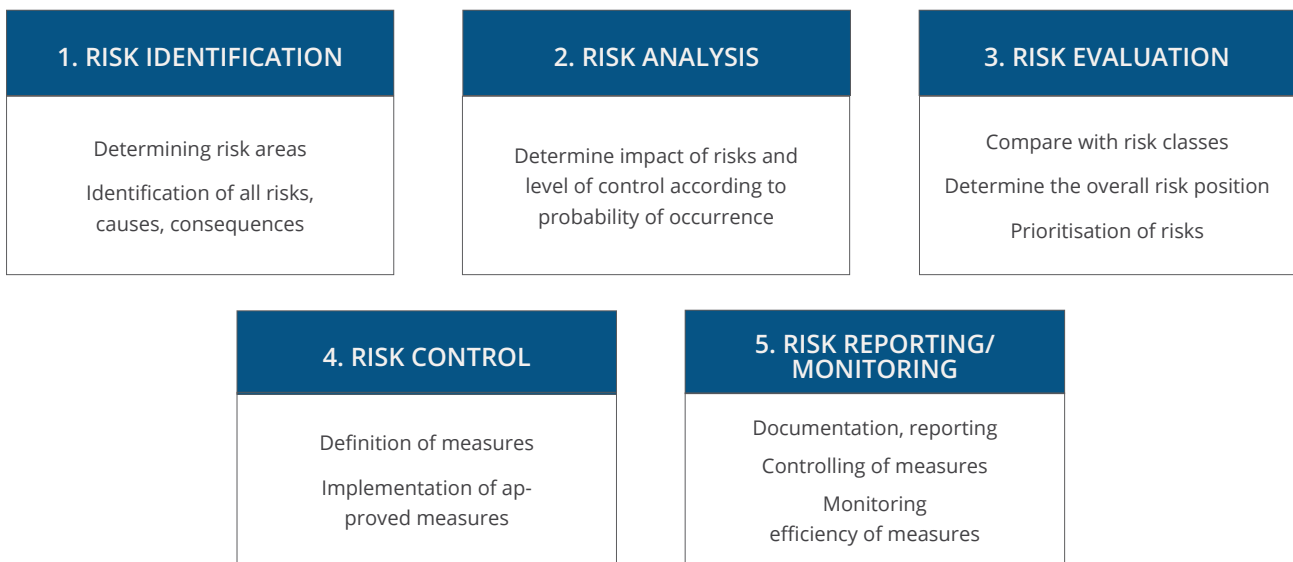 1. RISK IDENTIFICATION
Determining risk areas
Identification of all risks,
causes, consequences
2. RISK ANALYSIS
Determine impact of risks and
level of control according to
probability of occurrence
3. RISK EVALUATION
Compare with risk classes
Determine the overall risk position
Prioritisation of risks
4. RISK CONTROL
Definition of measures
Implementation of ap-
proved measures
5. RISK REPORTING/
MONITORING
Documentation, reporting
Controlling of measures
Monitoring
efficiency of measures